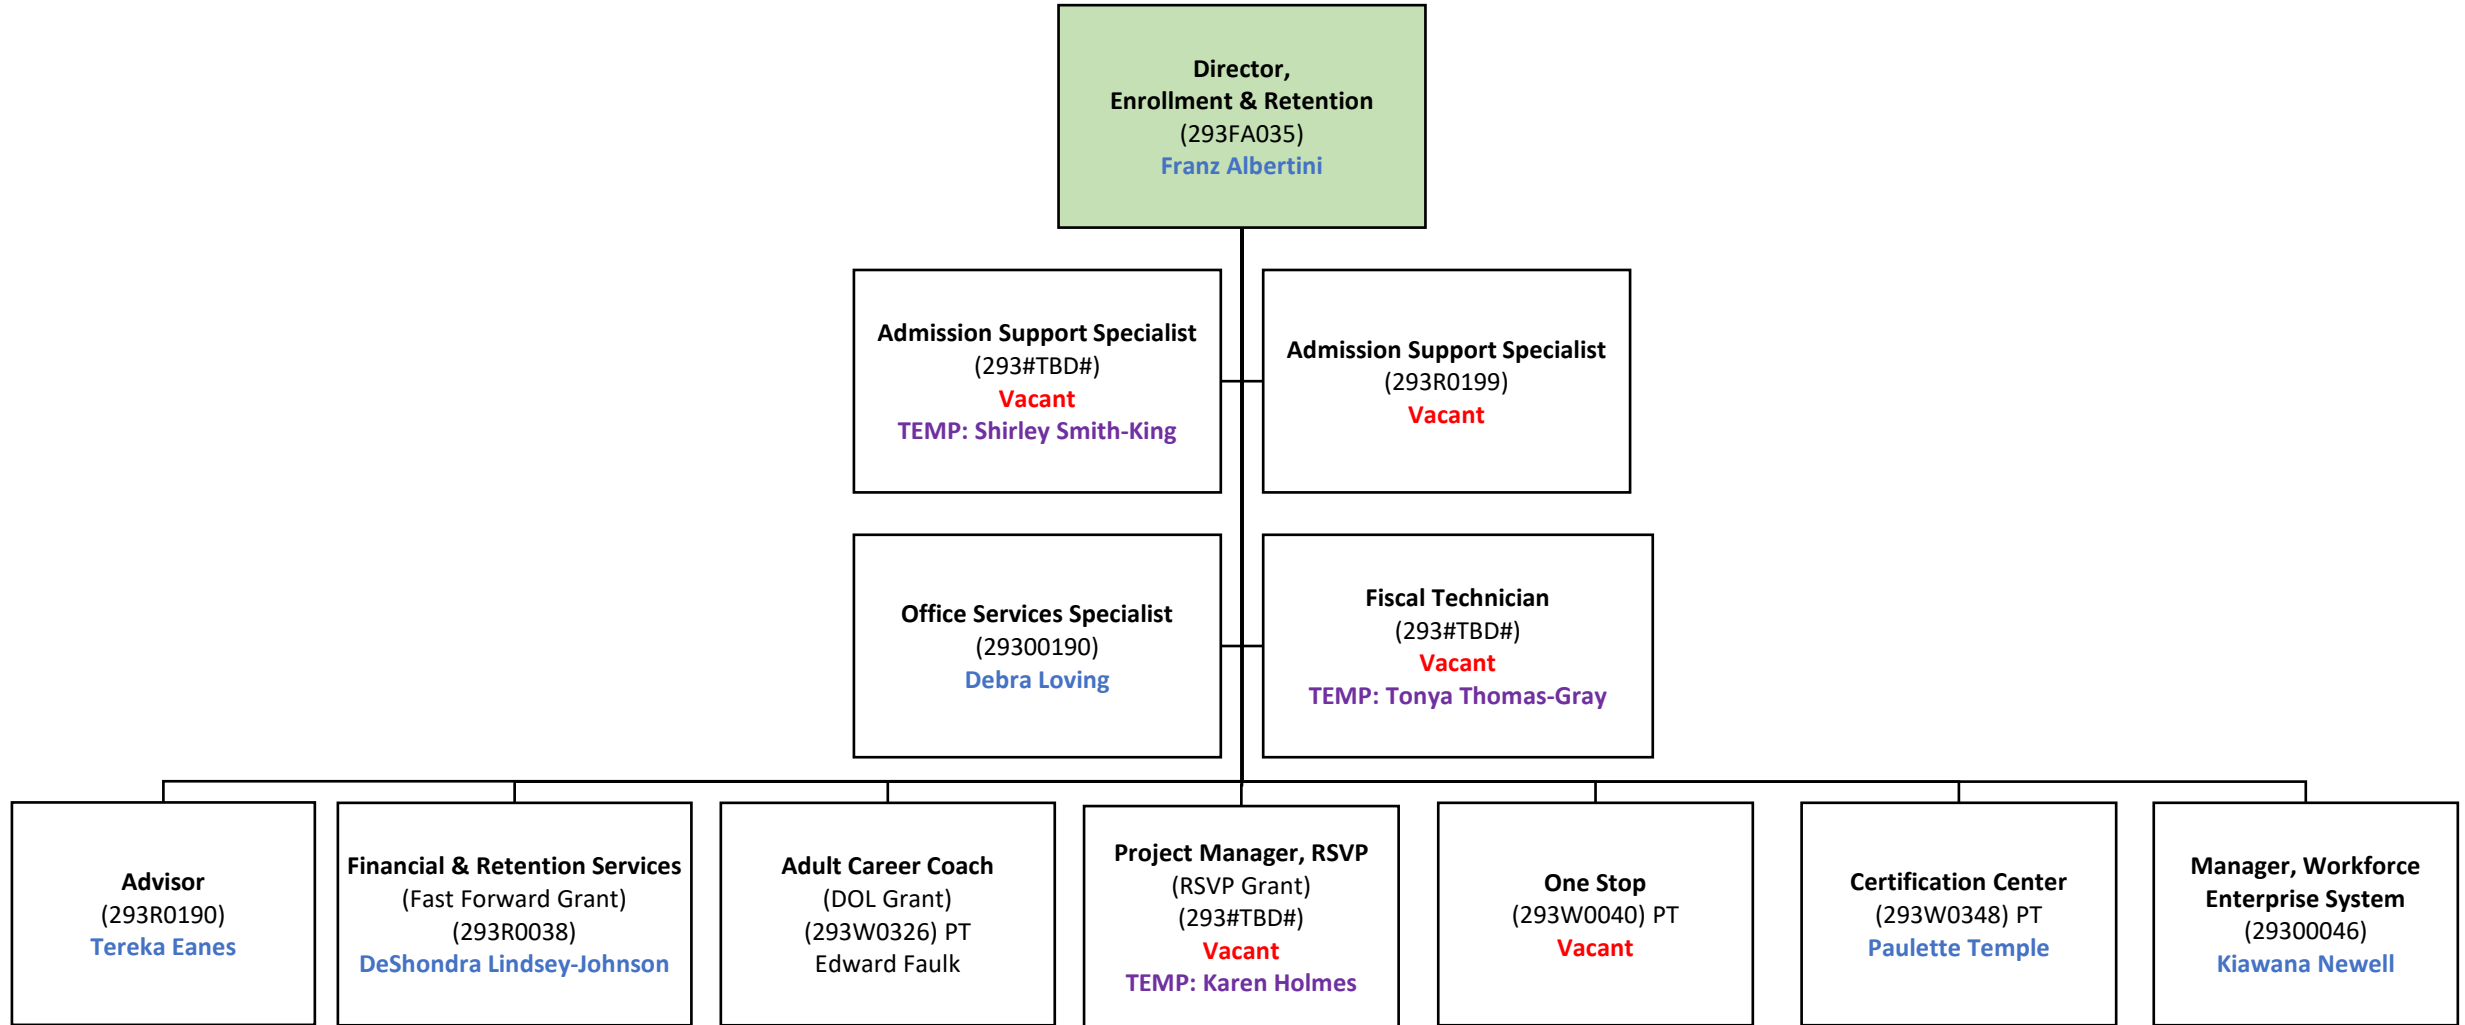 Director,
Enrollment & Retention
(293FA035)
Franz Albertini
Admission Support Specialist
(293#TBD#)
Vacant
TEMP: Shirley Smith-King
Admission Support Specialist
(293R0199)
Vacant
Office Services Specialist
(29300190)
Debra Loving
Fiscal Technician
(293#TBD#)
Vacant
TEMP: Tonya Thomas-Gray
Advisor
(293R0190)
Tereka Eanes
Financial & Retention Services
(Fast Forward Grant)
(293R0038)
DeShondra Lindsey-Johnson
Adult Career Coach
(DOL Grant)
(293W0326) PT
Edward Faulk
Project Manager, RSVP
(RSVP Grant)
(293#TBD#)
Vacant
TEMP: Karen Holmes
One Stop
(293W0040) PT
Vacant
Certification Center
(293W0348) PT
Paulette Temple
Manager, Workforce
Enterprise System
(29300046)
Kiawana Newell